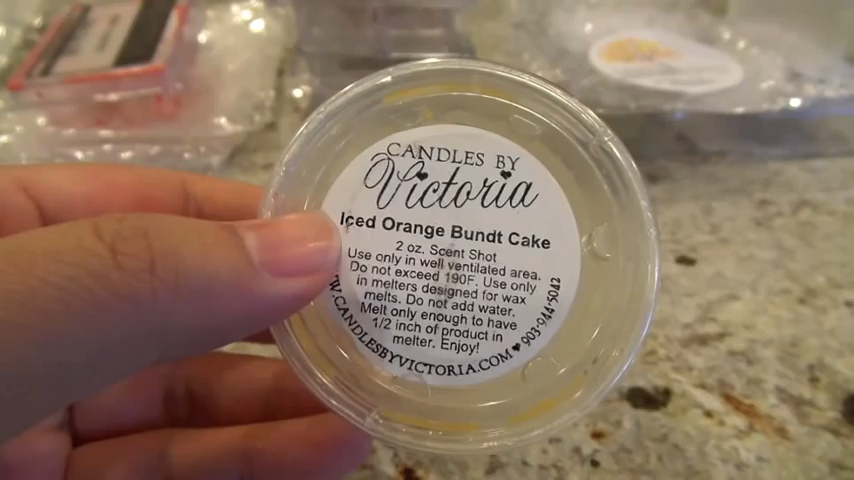 CANDLES BY
Victoria
Iced Orange Bundt Cake
2 oz. Scent Shot
Use only in well ventilated area.
Do not exceed 190F. Use only
in melters designed for wax
melts. Do not add water.
Melt only enough to have
1/2 inch of product in
melter. Enjoy!
W.CANDLESBYVICTORIA.COM ♥ 903-944-5042